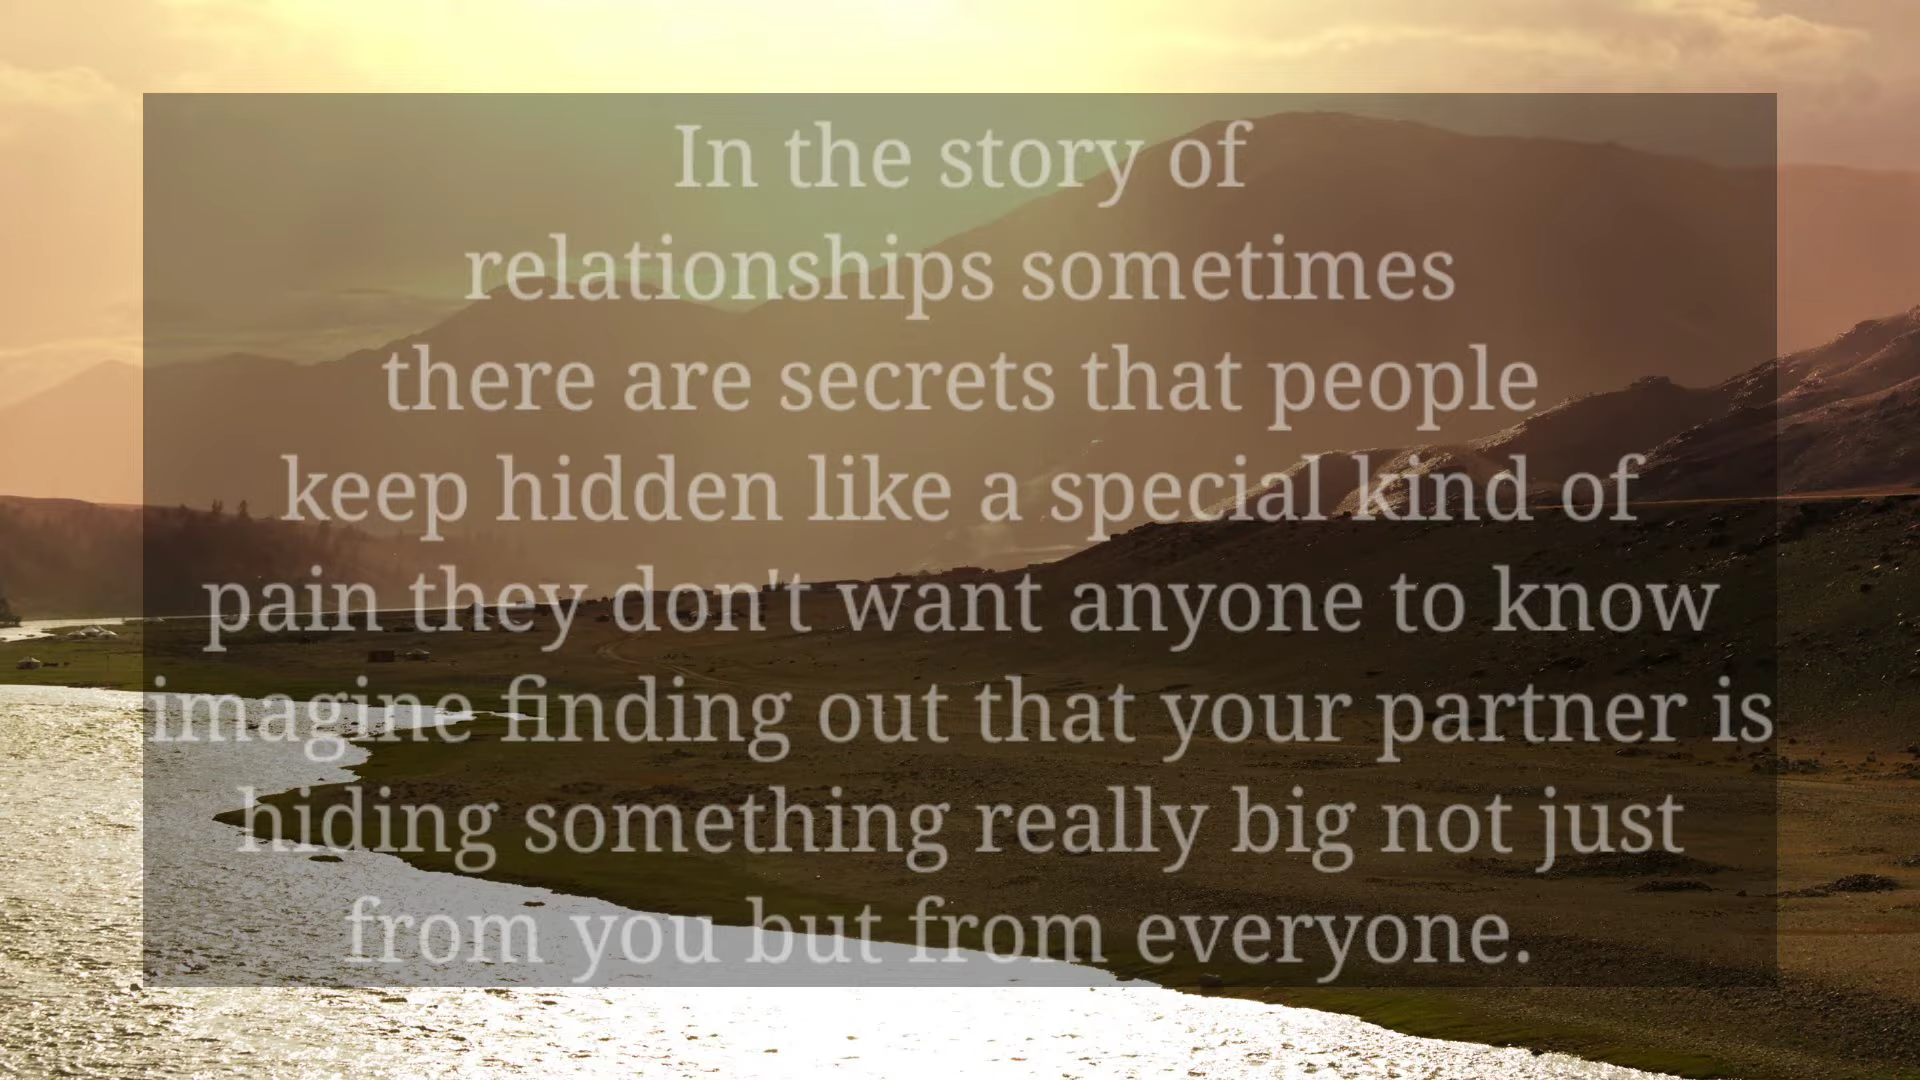 In the story of
relationships sometimes
there are secrets that people
keep hidden like a special kind of
pain they don't want anyone to know
imagine finding out that your partner is
hiding something really big not just
from you but from everyone.